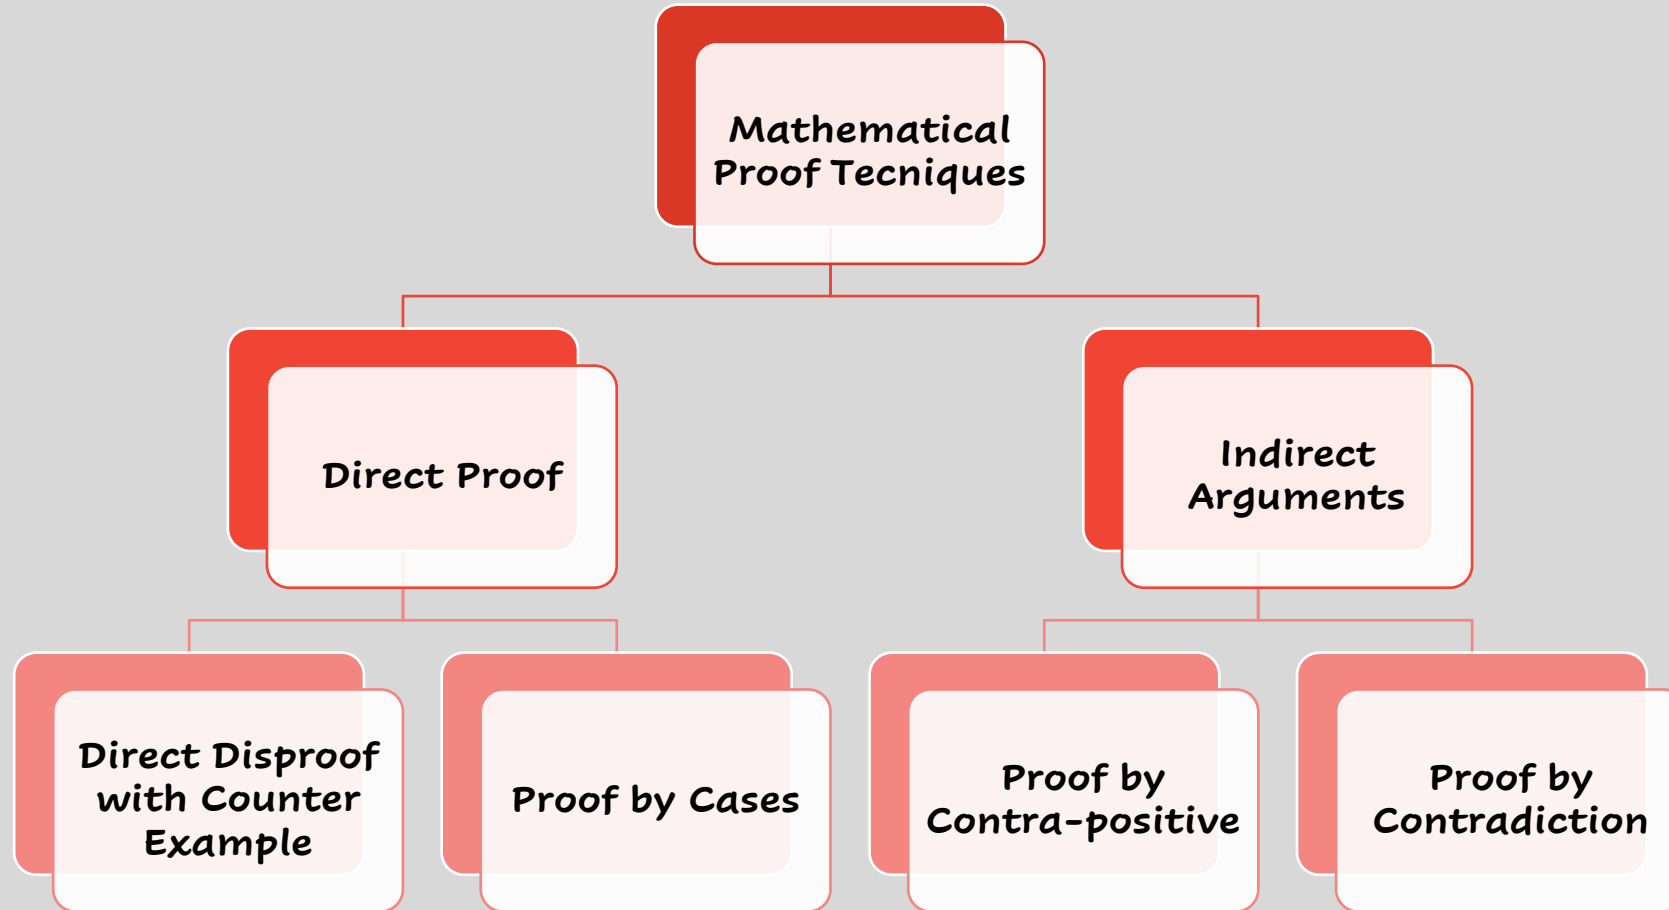 Mathematical
Proof Tecniques
Direct Proof
Indirect
Arguments
Direct Disproof
with Counter
Example
Proof by Cases
Proof by
Contra-positive
Proof by
Contradiction